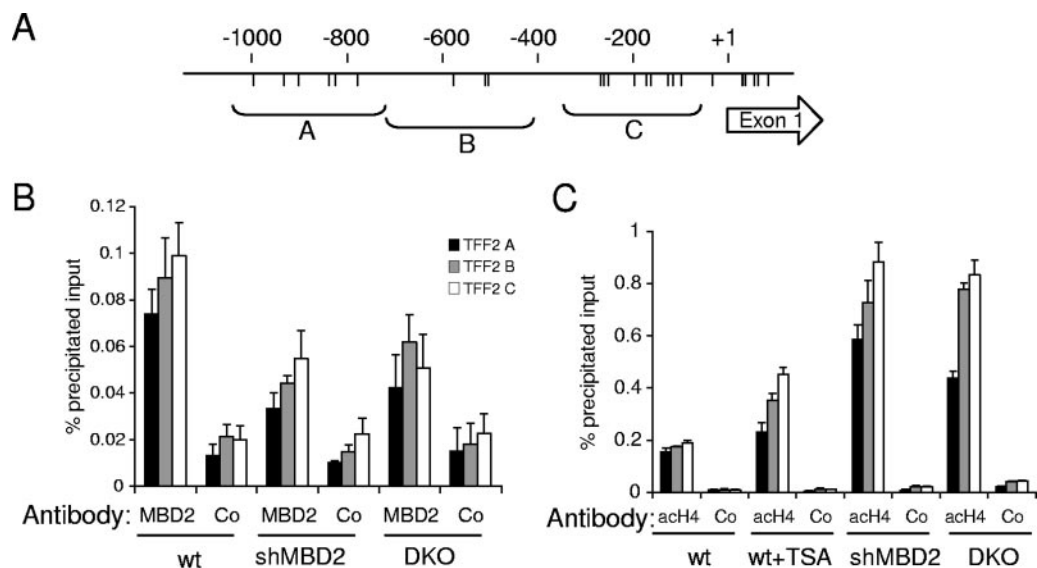 A
-1000 -800 -600 -400 -200 +1
A B C Exon 1
B
% precipitated input
0.12
0.1
0.08
0.06
0.04
0.02
0
TFF2 A
TFF2 B
TFF2 C
Antibody: MBD2 Co MBD2 Co MBD2 Co
wt shMBD2 DKO
C
% precipitated input
1
0.8
0.6
0.4
0.2
0
Antibody: acH4 Co acH4 Co acH4 Co acH4 Co
wt wt+TSA shMBD2 DKO